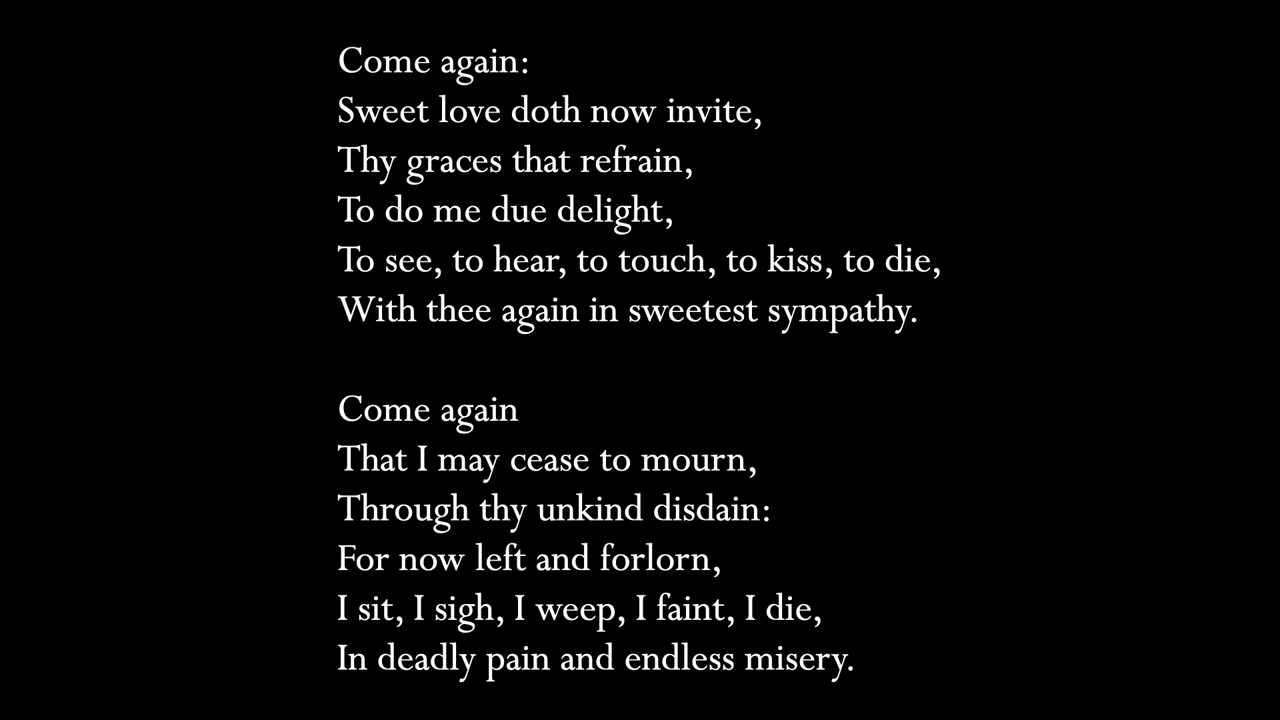 Come again:
Sweet love doth now invite,
Thy graces that refrain,
To do me due delight,
To see, to hear, to touch, to kiss, to die,
With thee again in sweetest sympathy.

Come again
That I may cease to mourn,
Through thy unkind disdain:
For now left and forlorn,
I sit, I sigh, I weep, I faint, I die,
In deadly pain and endless misery.